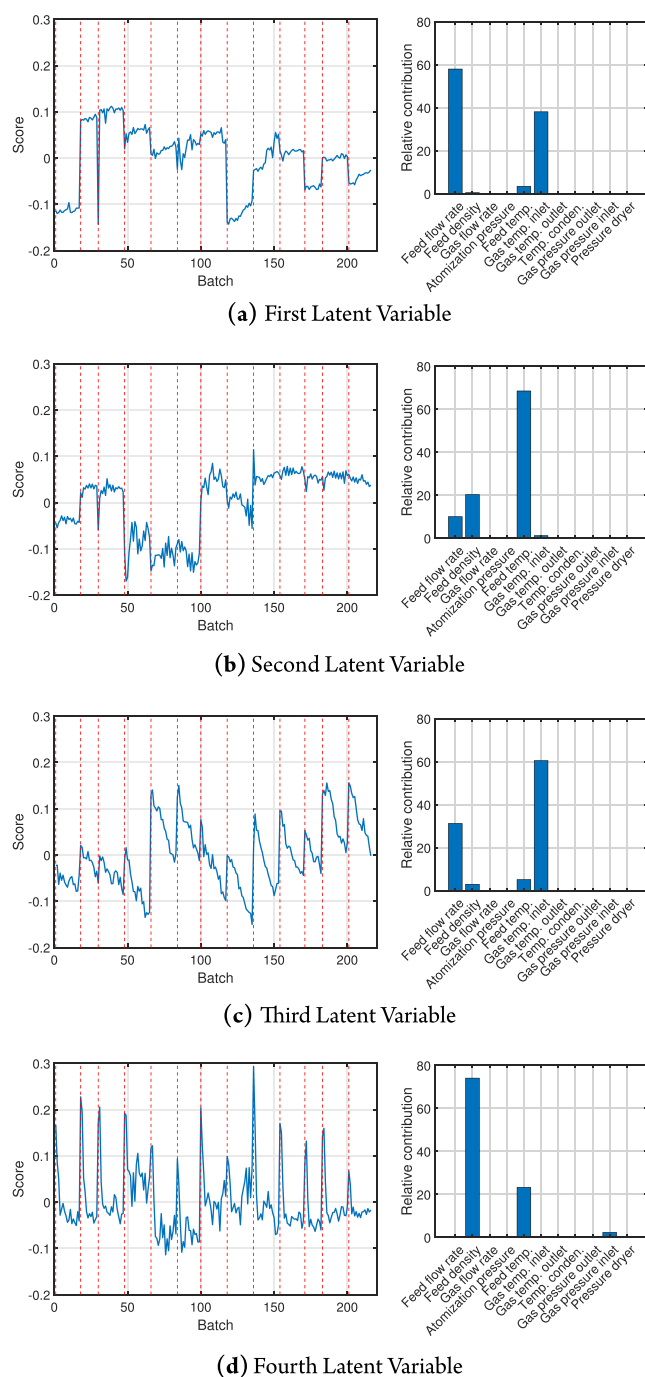 0.3
0.2
0.1
0
-0.1
-0.2
Score
0 50 100 150 200
Batch
80
60
40
20
0
Relative contribution
Feed flow rate
Feed density
Gas flow rate
Atomization pressure
Feed temp.
Gas temp. inlet
Gas temp. outlet
Temp. conden.
Gas pressure outlet
Gas pressure inlet
Pressure dryer
(a) First Latent Variable
0.3
0.2
0.1
0
-0.1
-0.2
Score
0 50 100 150 200
Batch
80
60
40
20
0
Relative contribution
Feed flow rate
Feed density
Gas flow rate
Atomization pressure
Feed temp.
Gas temp. inlet
Gas temp. outlet
Temp. conden.
Gas pressure outlet
Gas pressure inlet
Pressure dryer
(b) Second Latent Variable
0.3
0.2
0.1
0
-0.1
-0.2
Score
0 50 100 150 200
Batch
80
60
40
20
0
Relative contribution
Feed flow rate
Feed density
Gas flow rate
Atomization pressure
Feed temp.
Gas temp. inlet
Gas temp. outlet
Temp. conden.
Gas pressure outlet
Gas pressure inlet
Pressure dryer
(c) Third Latent Variable
0.3
0.2
0.1
0
-0.1
-0.2
Score
0 50 100 150 200
Batch
80
60
40
20
0
Relative contribution
Feed flow rate
Feed density
Gas flow rate
Atomization pressure
Feed temp.
Gas temp. inlet
Gas temp. outlet
Temp. conden.
Gas pressure outlet
Gas pressure inlet
Pressure dryer
(d) Fourth Latent Variable